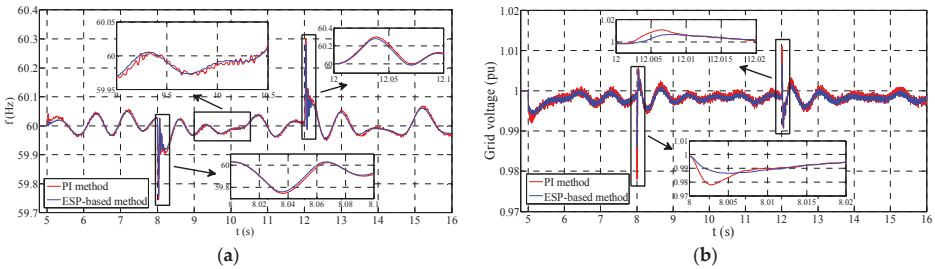 60.4
60.3
60.2
60.1
60
59.9
59.8
59.7
f (Hz)
5 6 7 8 9 10 11 12 13 14 15 16
t (s)
60.01
60
59.99
59.98
59.97
9 9.5 10 10.5
60.4
60.2
60
12 12.05 12.1
60
59.8
8 8.02 8.04 8.06 8.08 8.1
PI method
ESP-based method
(a)
1.02
1.01
1
0.99
0.98
0.97
Grid voltage (pu)
5 6 7 8 9 10 11 12 13 14 15 16
t (s)
1.02
1
12 12.005 12.01 12.015 12.02
1.01
1
0.99
0.98
0.97
8 8.005 8.01 8.015 8.02
PI method
ESP-based method
(b)